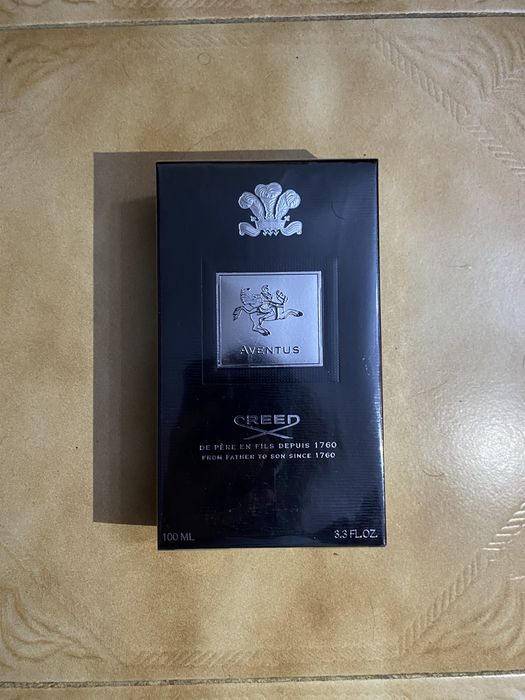 AVENTUS
CREED
DE PÈRE EN FILS DEPUIS 1760
FROM FATHER TO SON SINCE 1760
100 ML
3.3 FL.OZ.